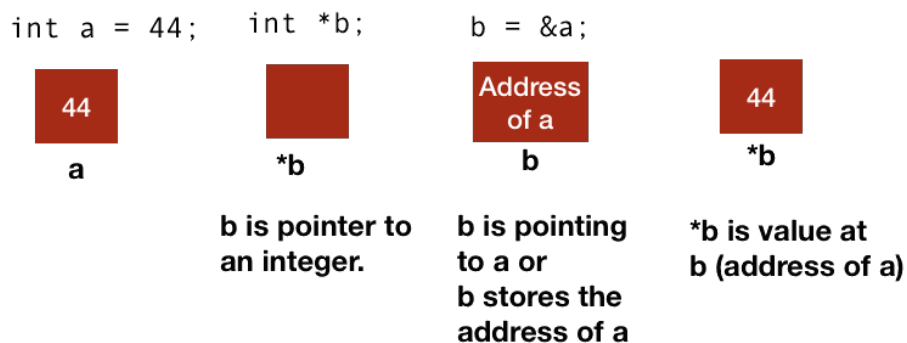 int a = 44;
int *b;
b = &a;
44
Address
of a
44
a
*b
b
*b
b is pointer to
an integer.
b is pointing
to a or
b stores the
address of a
*b is value at
b (address of a)